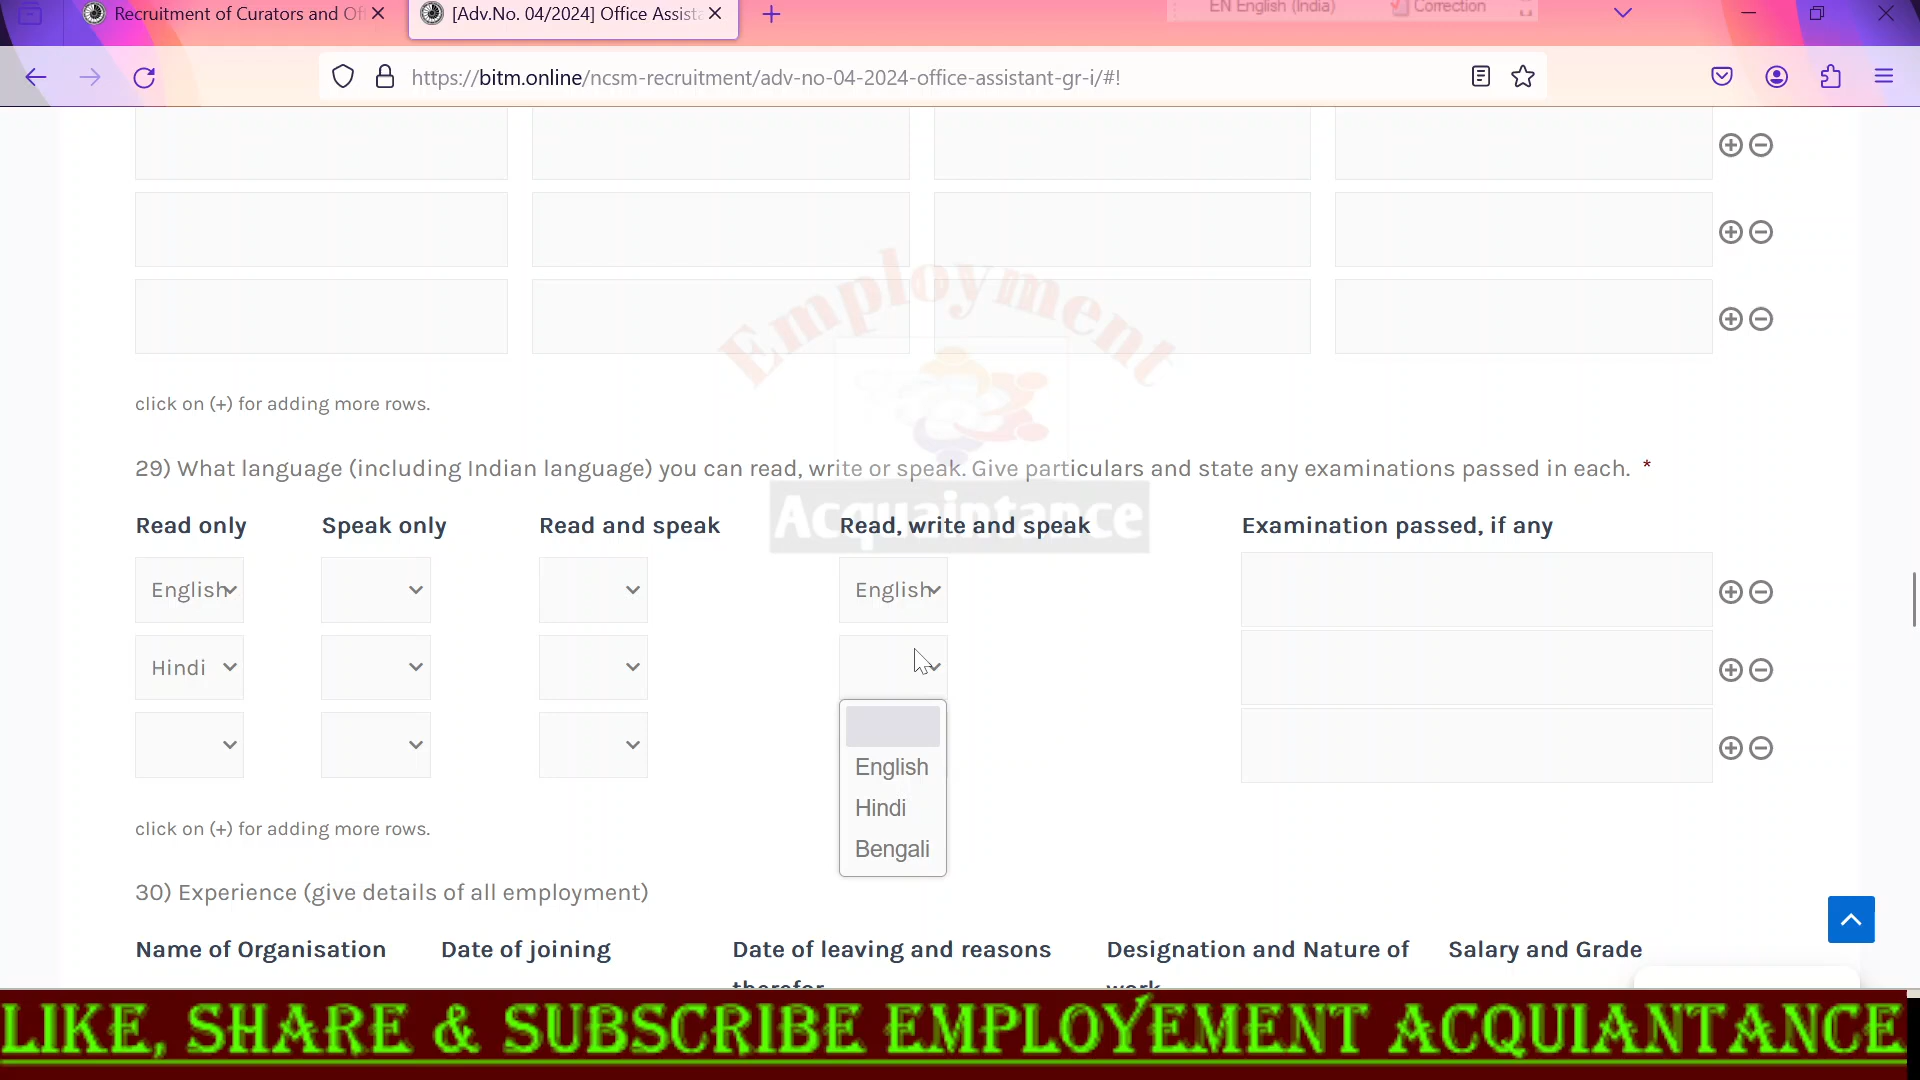 Recruitment of Curators and Of
[Adv.No. 04/2024] Office Assista
EN English (India)
Correction
https://bitm.online/ncsm-recruitment/adv-no-04-2024-office-assistant-gr-i/#!
Employment
Acquaintance
click on (+) for adding more rows.
29) What language (including Indian language) you can read, write or speak. Give particulars and state any examinations passed in each. *
Read only Speak only Read and speak Read, write and speak Examination passed, if any
English English
Hindi
English
Hindi
Bengali
click on (+) for adding more rows.
30) Experience (give details of all employment)
Name of Organisation Date of joining Date of leaving and reasons Designation and Nature of Salary and Grade
therefor work
LIKE, SHARE & SUBSCRIBE EMPLOYEMENT ACQUIANTANCE